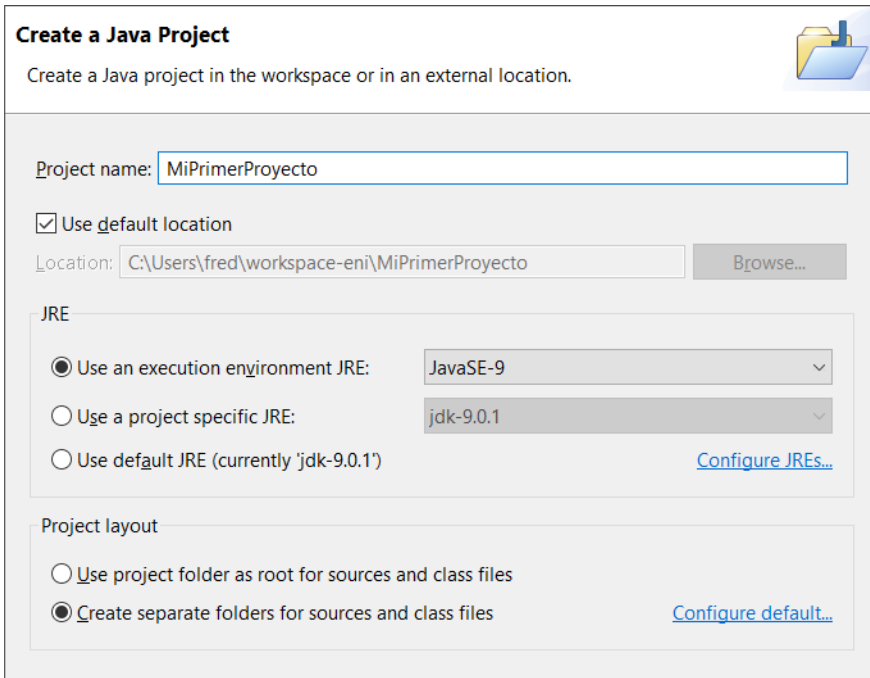 Create a Java Project
Create a Java project in the workspace or in an external location.
Project name: MiPrimerProyecto
Use default location
Location: C:\Users\fred\workspace-eni\MiPrimerProyecto Browse...
JRE
Use an execution environment JRE: JavaSE-9
Use a project specific JRE: jdk-9.0.1
Use default JRE (currently 'jdk-9.0.1') Configure JREs...
Project layout
Use project folder as root for sources and class files
Create separate folders for sources and class files Configure default...